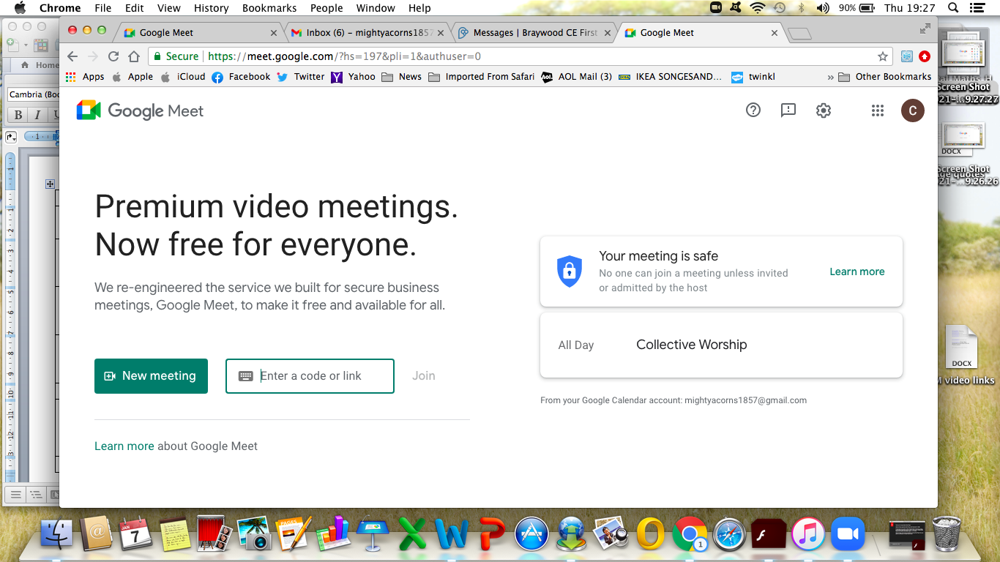 Chrome File Edit View History Bookmarks People Window Help 90% Thu 19:27
Google Meet
Inbox (6) – mightyacorns1857
Messages | Braywood CE First
Google Meet
Secure https://meet.google.com/?hs=197&pli=1&authuser=0
Apps Apple iCloud Facebook Twitter Yahoo News Imported From Safari AOL Mail (3) IKEA SONGESAND... twinkl » Other Bookmarks
Home
Cambria (Boo
B I U
Google Meet
C
Premium video meetings.
Now free for everyone.
We re-engineered the service we built for secure business
meetings, Google Meet, to make it free and available for all.
New meeting
Enter a code or link
Join
Learn more about Google Meet
Your meeting is safe
No one can join a meeting unless invited
or admitted by the host
Learn more
All Day Collective Worship
From your Google Calendar account: mightyacorns1857@gmail.com
Screen Shot
21-...9.27.27
DOCX
Screen Shot
21-...9.26.26
DOCX
M video links
JAN
7
PAGES
1